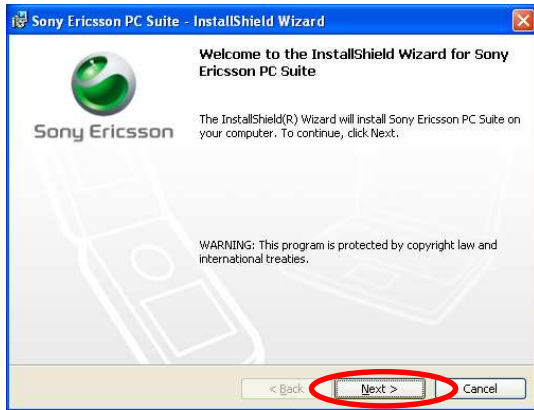 Sony Ericsson PC Suite - InstallShield Wizard
Welcome to the InstallShield Wizard for Sony
Ericsson PC Suite
Sony Ericsson
The InstallShield(R) Wizard will install Sony Ericsson PC Suite on
your computer. To continue, click Next.
WARNING: This program is protected by copyright law and
international treaties.
< Back Next > Cancel